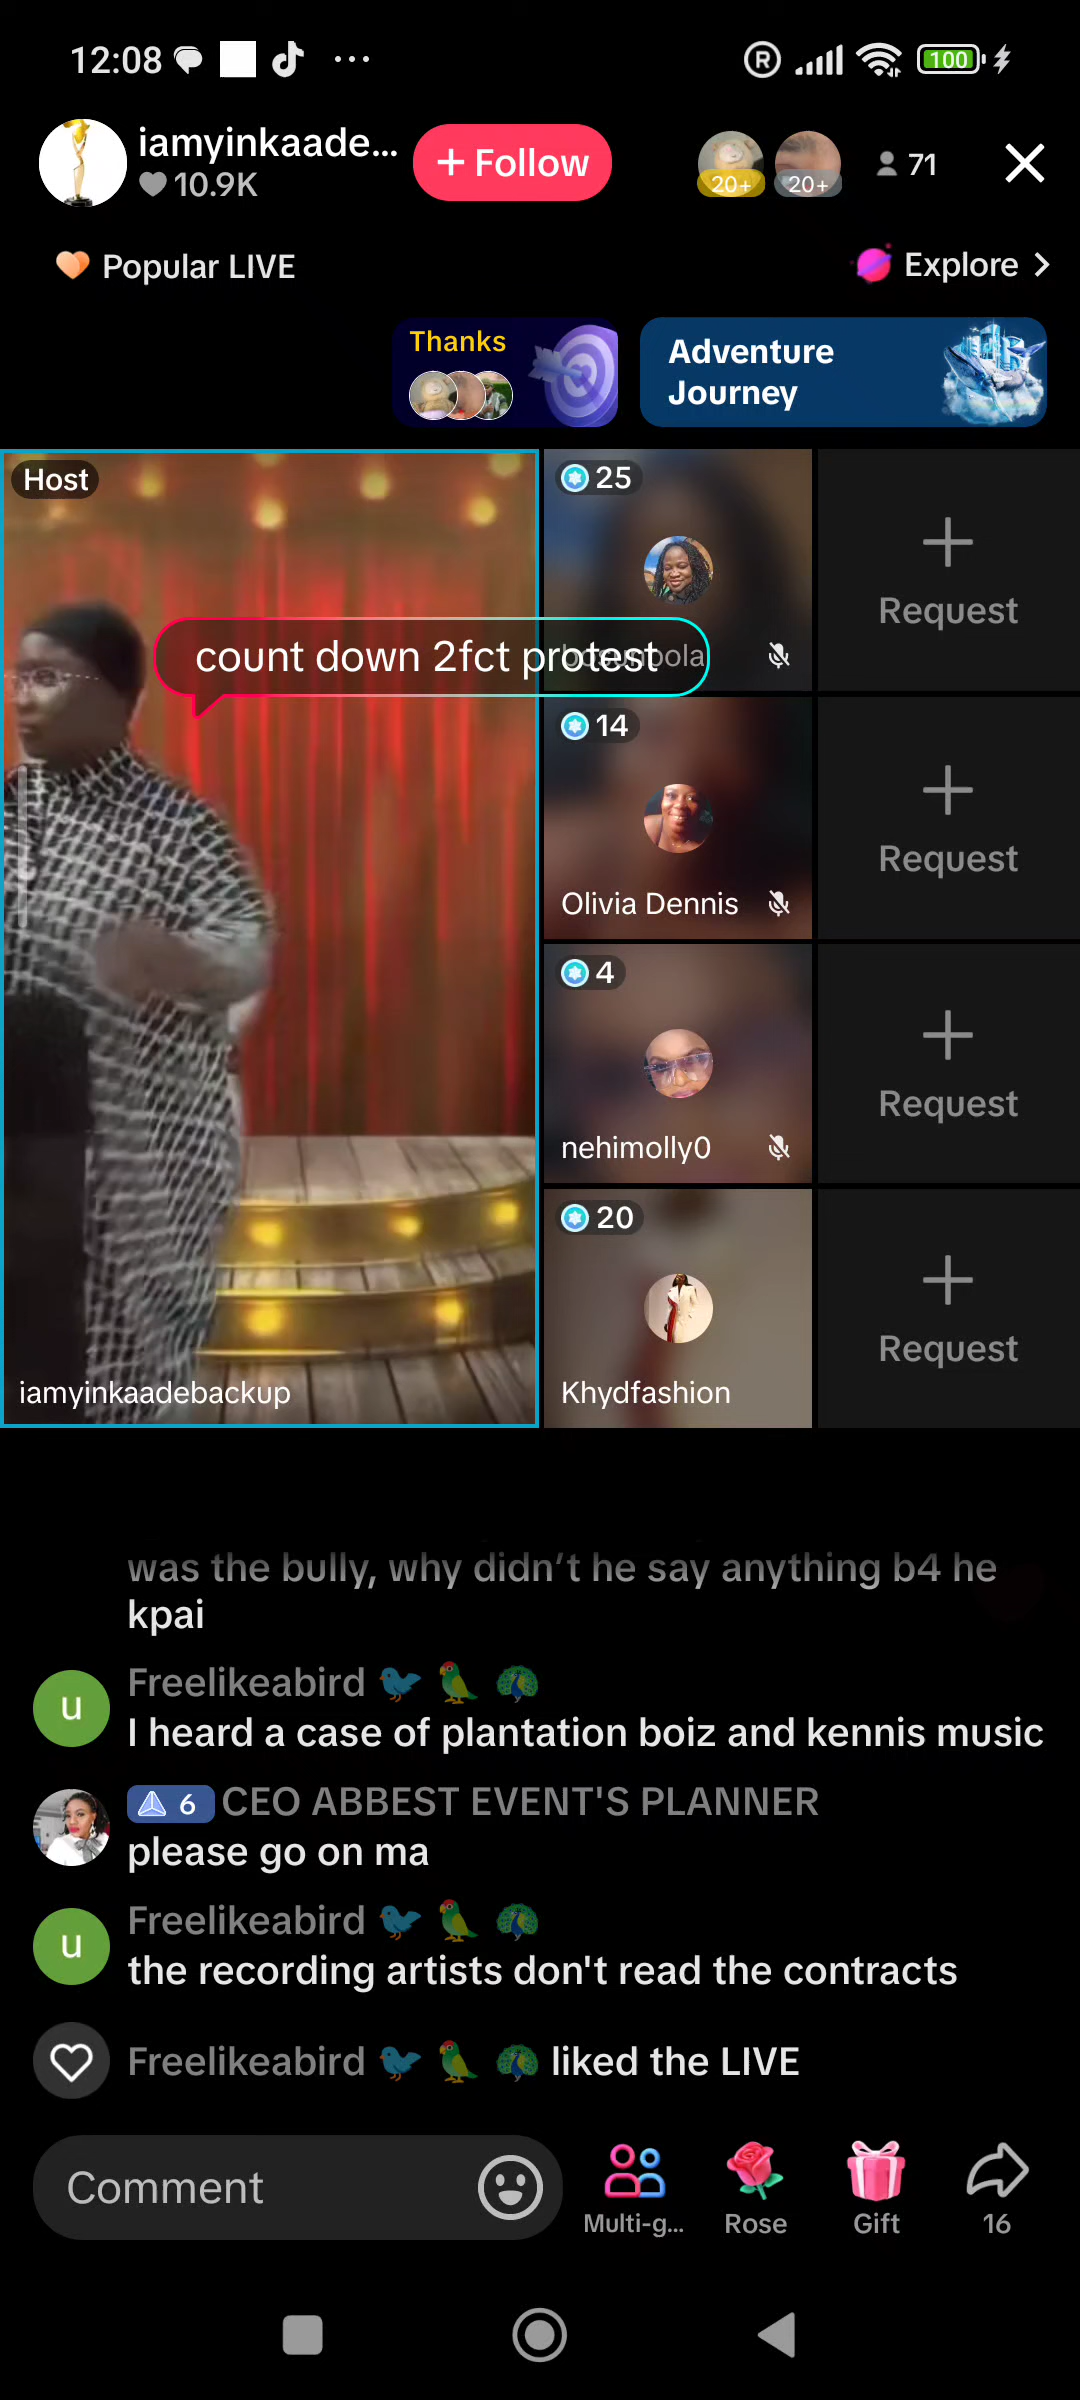 12:08
R
100
iamyinkaade...
10.9K
+ Follow
20+
20+
71
Popular LIVE
Explore
Thanks
Adventure
Journey
Host
25
Request
count down 2fct protest
14
Olivia Dennis
Request
4
nehimolly0
Request
20
Khydfashion
Request
iamyinkaadebackup
was the bully, why didn't he say anything b4 he
kpai
u
Freelikeabird
I heard a case of plantation boiz and kennis music
6 CEO ABBEST EVENT'S PLANNER
please go on ma
u
Freelikeabird
the recording artists don't read the contracts
Freelikeabird liked the LIVE
Comment
Multi-g...
Rose
Gift
16